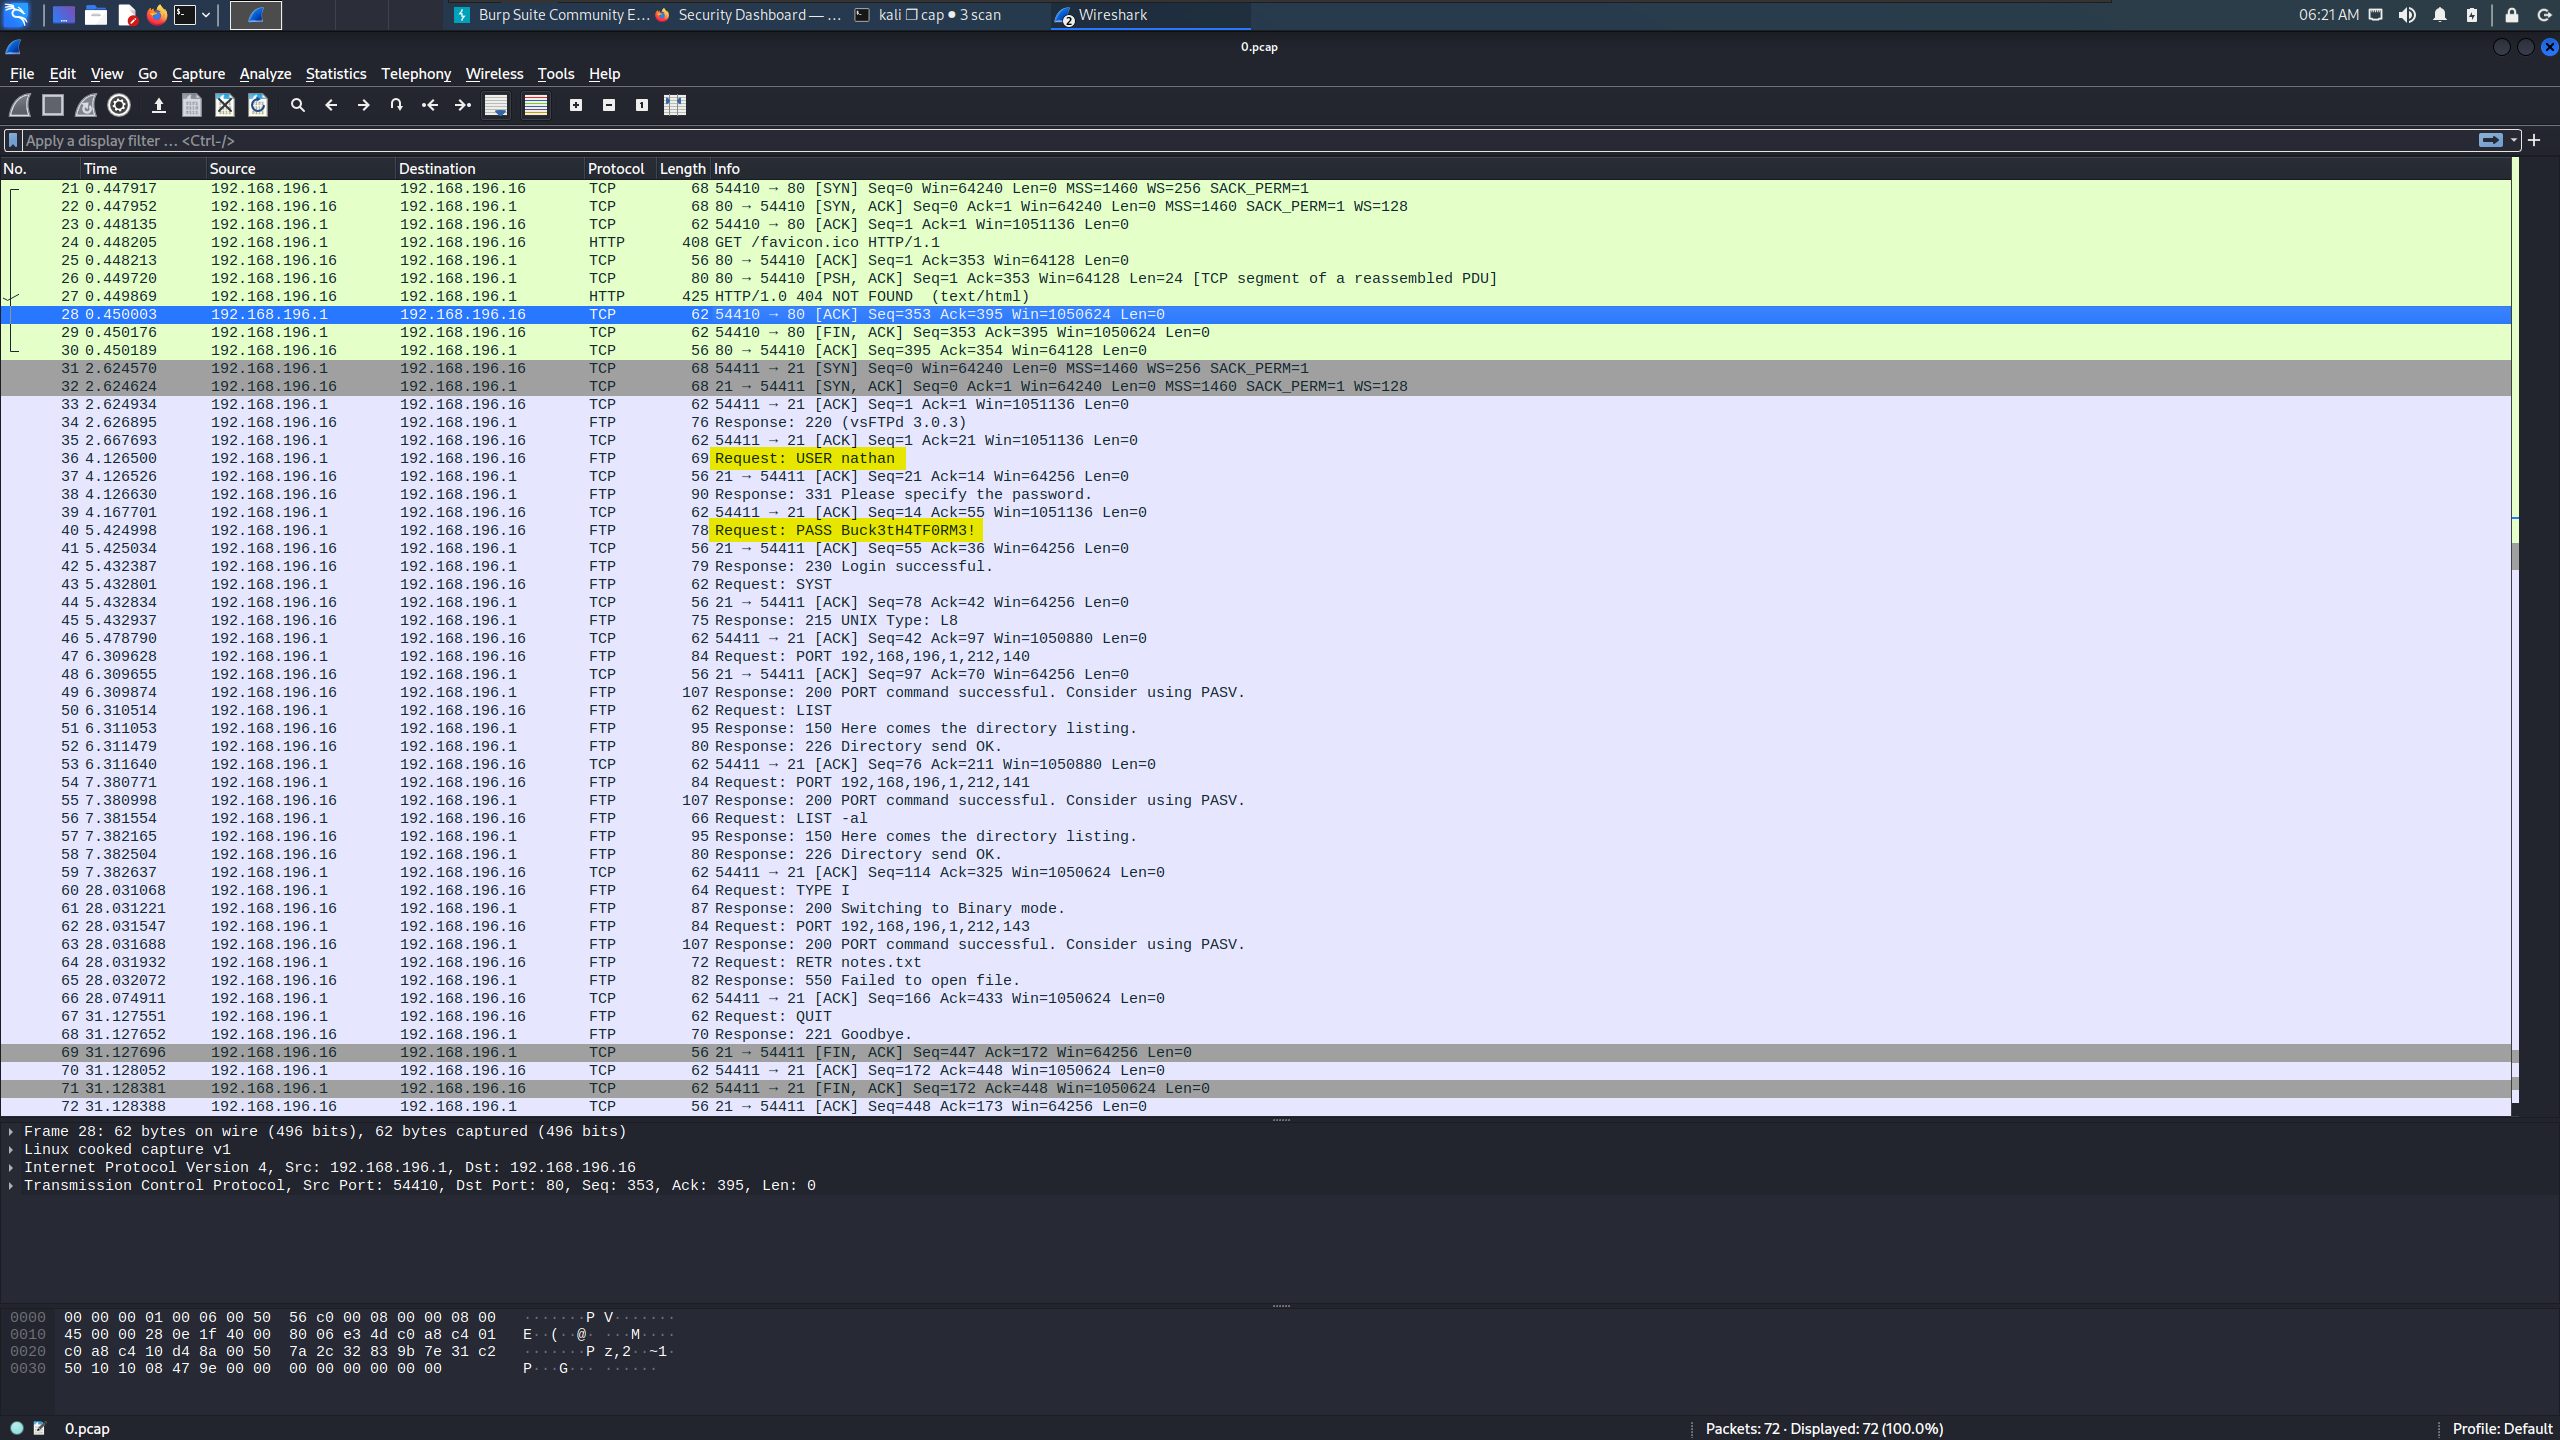 Burp Suite Community E... Security Dashboard — ... kali ❐ cap ● 3 scan Wireshark 06:21 AM
0.pcap
File Edit View Go Capture Analyze Statistics Telephony Wireless Tools Help
Apply a display filter … <Ctrl-/>
No. Time Source Destination Protocol Length Info
21 0.447917 192.168.196.1 192.168.196.16 TCP 68 54410 → 80 [SYN] Seq=0 Win=64240 Len=0 MSS=1460 WS=256 SACK_PERM=1
22 0.447952 192.168.196.16 192.168.196.1 TCP 68 80 → 54410 [SYN, ACK] Seq=0 Ack=1 Win=64240 Len=0 MSS=1460 SACK_PERM=1 WS=128
23 0.448135 192.168.196.1 192.168.196.16 TCP 62 54410 → 80 [ACK] Seq=1 Ack=1 Win=1051136 Len=0
24 0.448205 192.168.196.1 192.168.196.16 HTTP 408 GET /favicon.ico HTTP/1.1
25 0.448213 192.168.196.16 192.168.196.1 TCP 56 80 → 54410 [ACK] Seq=1 Ack=353 Win=64128 Len=0
26 0.449720 192.168.196.16 192.168.196.1 TCP 80 80 → 54410 [PSH, ACK] Seq=1 Ack=353 Win=64128 Len=24 [TCP segment of a reassembled PDU]
27 0.449869 192.168.196.16 192.168.196.1 HTTP 425 HTTP/1.0 404 NOT FOUND (text/html)
28 0.450003 192.168.196.1 192.168.196.16 TCP 62 54410 → 80 [ACK] Seq=353 Ack=395 Win=1050624 Len=0
29 0.450176 192.168.196.1 192.168.196.16 TCP 62 54410 → 80 [FIN, ACK] Seq=353 Ack=395 Win=1050624 Len=0
30 0.450189 192.168.196.16 192.168.196.1 TCP 56 80 → 54410 [ACK] Seq=395 Ack=354 Win=64128 Len=0
31 2.624570 192.168.196.1 192.168.196.16 TCP 68 54411 → 21 [SYN] Seq=0 Win=64240 Len=0 MSS=1460 WS=256 SACK_PERM=1
32 2.624624 192.168.196.16 192.168.196.1 TCP 68 21 → 54411 [SYN, ACK] Seq=0 Ack=1 Win=64240 Len=0 MSS=1460 SACK_PERM=1 WS=128
33 2.624934 192.168.196.1 192.168.196.16 TCP 62 54411 → 21 [ACK] Seq=1 Ack=1 Win=1051136 Len=0
34 2.626895 192.168.196.16 192.168.196.1 FTP 76 Response: 220 (vsFTPd 3.0.3)
35 2.667693 192.168.196.1 192.168.196.16 TCP 62 54411 → 21 [ACK] Seq=1 Ack=21 Win=1051136 Len=0
36 4.126500 192.168.196.1 192.168.196.16 FTP 69 Request: USER nathan
37 4.126526 192.168.196.16 192.168.196.1 TCP 56 21 → 54411 [ACK] Seq=21 Ack=14 Win=64256 Len=0
38 4.126630 192.168.196.16 192.168.196.1 FTP 90 Response: 331 Please specify the password.
39 4.167701 192.168.196.1 192.168.196.16 TCP 62 54411 → 21 [ACK] Seq=14 Ack=55 Win=1051136 Len=0
40 5.424998 192.168.196.1 192.168.196.16 FTP 78 Request: PASS Buck3tH4TF0RM3!
41 5.425034 192.168.196.16 192.168.196.1 TCP 56 21 → 54411 [ACK] Seq=55 Ack=36 Win=64256 Len=0
42 5.432387 192.168.196.16 192.168.196.1 FTP 79 Response: 230 Login successful.
43 5.432801 192.168.196.1 192.168.196.16 FTP 62 Request: SYST
44 5.432834 192.168.196.16 192.168.196.1 TCP 56 21 → 54411 [ACK] Seq=78 Ack=42 Win=64256 Len=0
45 5.432937 192.168.196.16 192.168.196.1 FTP 75 Response: 215 UNIX Type: L8
46 5.478790 192.168.196.1 192.168.196.16 TCP 62 54411 → 21 [ACK] Seq=42 Ack=97 Win=1050880 Len=0
47 6.309628 192.168.196.1 192.168.196.16 FTP 84 Request: PORT 192,168,196,1,212,140
48 6.309655 192.168.196.16 192.168.196.1 TCP 56 21 → 54411 [ACK] Seq=97 Ack=70 Win=64256 Len=0
49 6.309874 192.168.196.16 192.168.196.1 FTP 107 Response: 200 PORT command successful. Consider using PASV.
50 6.310514 192.168.196.1 192.168.196.16 FTP 62 Request: LIST
51 6.311053 192.168.196.16 192.168.196.1 FTP 95 Response: 150 Here comes the directory listing.
52 6.311479 192.168.196.16 192.168.196.1 FTP 80 Response: 226 Directory send OK.
53 6.311640 192.168.196.1 192.168.196.16 TCP 62 54411 → 21 [ACK] Seq=76 Ack=211 Win=1050880 Len=0
54 7.380771 192.168.196.1 192.168.196.16 FTP 84 Request: PORT 192,168,196,1,212,141
55 7.380998 192.168.196.16 192.168.196.1 FTP 107 Response: 200 PORT command successful. Consider using PASV.
56 7.381554 192.168.196.1 192.168.196.16 FTP 66 Request: LIST -al
57 7.382165 192.168.196.16 192.168.196.1 FTP 95 Response: 150 Here comes the directory listing.
58 7.382504 192.168.196.16 192.168.196.1 FTP 80 Response: 226 Directory send OK.
59 7.382637 192.168.196.1 192.168.196.16 TCP 62 54411 → 21 [ACK] Seq=114 Ack=325 Win=1050624 Len=0
60 28.031068 192.168.196.1 192.168.196.16 FTP 64 Request: TYPE I
61 28.031221 192.168.196.16 192.168.196.1 FTP 87 Response: 200 Switching to Binary mode.
62 28.031547 192.168.196.1 192.168.196.16 FTP 84 Request: PORT 192,168,196,1,212,143
63 28.031688 192.168.196.16 192.168.196.1 FTP 107 Response: 200 PORT command successful. Consider using PASV.
64 28.031932 192.168.196.1 192.168.196.16 FTP 72 Request: RETR notes.txt
65 28.032072 192.168.196.16 192.168.196.1 FTP 82 Response: 550 Failed to open file.
66 28.074911 192.168.196.1 192.168.196.16 TCP 62 54411 → 21 [ACK] Seq=166 Ack=433 Win=1050624 Len=0
67 31.127551 192.168.196.1 192.168.196.16 FTP 62 Request: QUIT
68 31.127652 192.168.196.16 192.168.196.1 FTP 70 Response: 221 Goodbye.
69 31.127696 192.168.196.16 192.168.196.1 TCP 56 21 → 54411 [FIN, ACK] Seq=447 Ack=172 Win=64256 Len=0
70 31.128052 192.168.196.1 192.168.196.16 TCP 62 54411 → 21 [ACK] Seq=172 Ack=448 Win=1050624 Len=0
71 31.128381 192.168.196.1 192.168.196.16 TCP 62 54411 → 21 [FIN, ACK] Seq=172 Ack=448 Win=1050624 Len=0
72 31.128388 192.168.196.16 192.168.196.1 TCP 56 21 → 54411 [ACK] Seq=448 Ack=173 Win=64256 Len=0
Frame 28: 62 bytes on wire (496 bits), 62 bytes captured (496 bits)
Linux cooked capture v1
Internet Protocol Version 4, Src: 192.168.196.1, Dst: 192.168.196.16
Transmission Control Protocol, Src Port: 54410, Dst Port: 80, Seq: 353, Ack: 395, Len: 0
0000 00 00 00 01 00 06 00 50 56 c0 00 08 00 00 08 00 ·······P V·······
0010 45 00 00 28 0e 1f 40 00 80 06 e3 4d c0 a8 c4 01 E··(··@· ···M····
0020 c0 a8 c4 10 d4 8a 00 50 7a 2c 32 83 9b 7e 31 c2 ·······P z,2··~1·
0030 50 10 10 08 47 9e 00 00 00 00 00 00 00 00 P···G··· ······
0.pcap Packets: 72 · Displayed: 72 (100.0%) Profile: Default